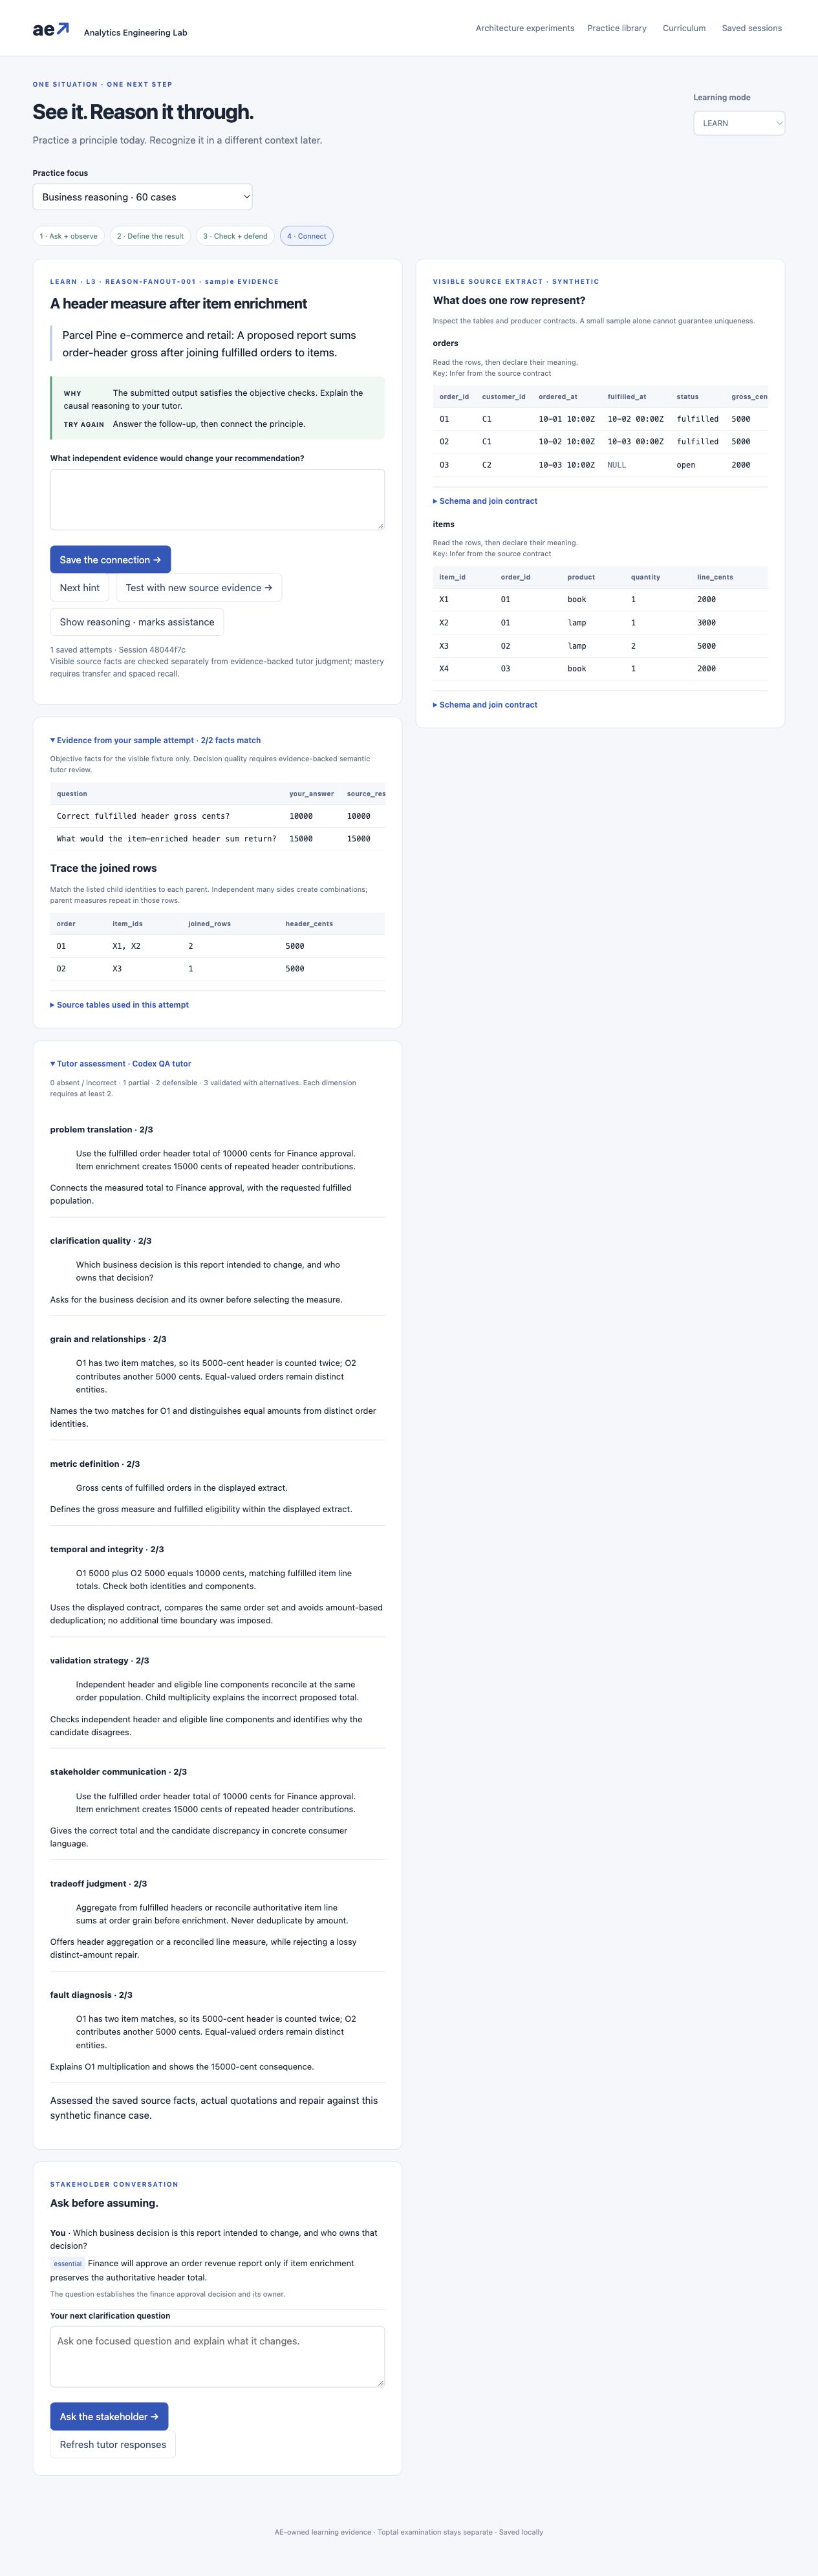 ae
Analytics Engineering Lab
Architecture experiments Practice library Curriculum Saved sessions
ONE SITUATION · ONE NEXT STEP
See it. Reason it through.
Practice a principle today. Recognize it in a different context later.
Learning mode
LEARN
Practice focus
Business reasoning · 60 cases
1 · Ask + observe 2 · Define the result 3 · Check + defend 4 · Connect
LEARN · L3 · REASON-FANOUT-001 · sample EVIDENCE
A header measure after item enrichment
Parcel Pine e-commerce and retail: A proposed report sums
order-header gross after joining fulfilled orders to items.
WHY The submitted output satisfies the objective checks. Explain the
causal reasoning to your tutor.
TRY AGAIN Answer the follow-up, then connect the principle.
What independent evidence would change your recommendation?
Save the connection →
Next hint Test with new source evidence →
Show reasoning · marks assistance
1 saved attempts · Session 48044f7c
Visible source facts are checked separately from evidence-backed tutor judgment; mastery
requires transfer and spaced recall.
VISIBLE SOURCE EXTRACT · SYNTHETIC
What does one row represent?
Inspect the tables and producer contracts. A small sample alone cannot guarantee uniqueness.
orders
Read the rows, then declare their meaning.
Key: Infer from the source contract
order_id customer_id ordered_at fulfilled_at status gross_cen
O1 C1 10-01 10:00Z 10-02 00:00Z fulfilled 5000
O2 C1 10-02 10:00Z 10-03 00:00Z fulfilled 5000
O3 C2 10-03 10:00Z NULL open 2000
▸ Schema and join contract
items
Read the rows, then declare their meaning.
Key: Infer from the source contract
item_id order_id product quantity line_cents
X1 O1 book 1 2000
X2 O1 lamp 1 3000
X3 O2 lamp 2 5000
X4 O3 book 1 2000
▸ Schema and join contract
▾ Evidence from your sample attempt · 2/2 facts match
Objective facts for the visible fixture only. Decision quality requires evidence-backed semantic
tutor review.
question your_answer source_res
Correct fulfilled header gross cents? 10000 10000
What would the item-enriched header sum return? 15000 15000
Trace the joined rows
Match the listed child identities to each parent. Independent many sides create combinations;
parent measures repeat in those rows.
order item_ids joined_rows header_cents
O1 X1, X2 2 5000
O2 X3 1 5000
▸ Source tables used in this attempt
▾ Tutor assessment · Codex QA tutor
0 absent / incorrect · 1 partial · 2 defensible · 3 validated with alternatives. Each dimension
requires at least 2.
problem translation · 2/3
Use the fulfilled order header total of 10000 cents for Finance approval.
Item enrichment creates 15000 cents of repeated header contributions.
Connects the measured total to Finance approval, with the requested fulfilled
population.
clarification quality · 2/3
Which business decision is this report intended to change, and who
owns that decision?
Asks for the business decision and its owner before selecting the measure.
grain and relationships · 2/3
O1 has two item matches, so its 5000-cent header is counted twice; O2
contributes another 5000 cents. Equal-valued orders remain distinct
entities.
Names the two matches for O1 and distinguishes equal amounts from distinct order
identities.
metric definition · 2/3
Gross cents of fulfilled orders in the displayed extract.
Defines the gross measure and fulfilled eligibility within the displayed extract.
temporal and integrity · 2/3
O1 5000 plus O2 5000 equals 10000 cents, matching fulfilled item line
totals. Check both identities and components.
Uses the displayed contract, compares the same order set and avoids amount-based
deduplication; no additional time boundary was imposed.
validation strategy · 2/3
Independent header and eligible line components reconcile at the same
order population. Child multiplicity explains the incorrect proposed total.
Checks independent header and eligible line components and identifies why the
candidate disagrees.
stakeholder communication · 2/3
Use the fulfilled order header total of 10000 cents for Finance approval.
Item enrichment creates 15000 cents of repeated header contributions.
Gives the correct total and the candidate discrepancy in concrete consumer
language.
tradeoff judgment · 2/3
Aggregate from fulfilled headers or reconcile authoritative item line
sums at order grain before enrichment. Never deduplicate by amount.
Offers header aggregation or a reconciled line measure, while rejecting a lossy
distinct-amount repair.
fault diagnosis · 2/3
O1 has two item matches, so its 5000-cent header is counted twice; O2
contributes another 5000 cents. Equal-valued orders remain distinct
entities.
Explains O1 multiplication and shows the 15000-cent consequence.
Assessed the saved source facts, actual quotations and repair against this
synthetic finance case.
STAKEHOLDER CONVERSATION
Ask before assuming.
You · Which business decision is this report intended to change, and who owns that
decision?
essential Finance will approve an order revenue report only if item enrichment
preserves the authoritative header total.
The question establishes the finance approval decision and its owner.
Your next clarification question
Ask one focused question and explain what it changes.
Ask the stakeholder →
Refresh tutor responses
AE-owned learning evidence · Toptal examination stays separate · Saved locally